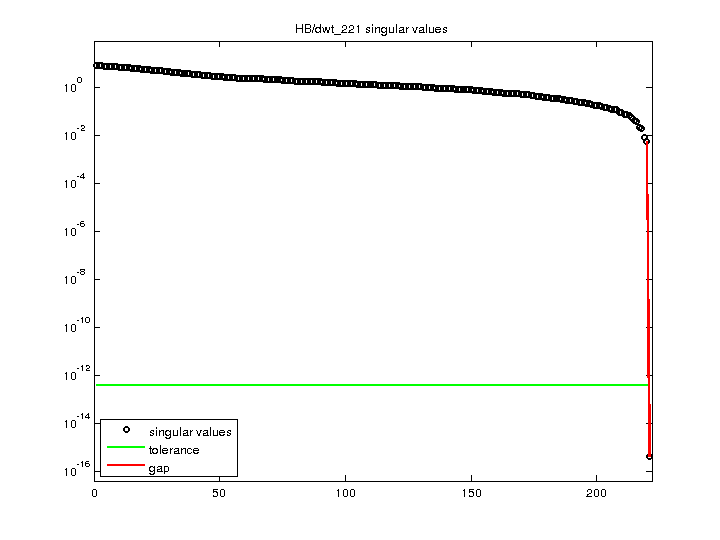 HB/dwt_221 singular values
10^0
10^-2
10^-4
10^-6
10^-8
10^-10
10^-12
10^-14
10^-16
singular values
tolerance
gap
0 50 100 150 200